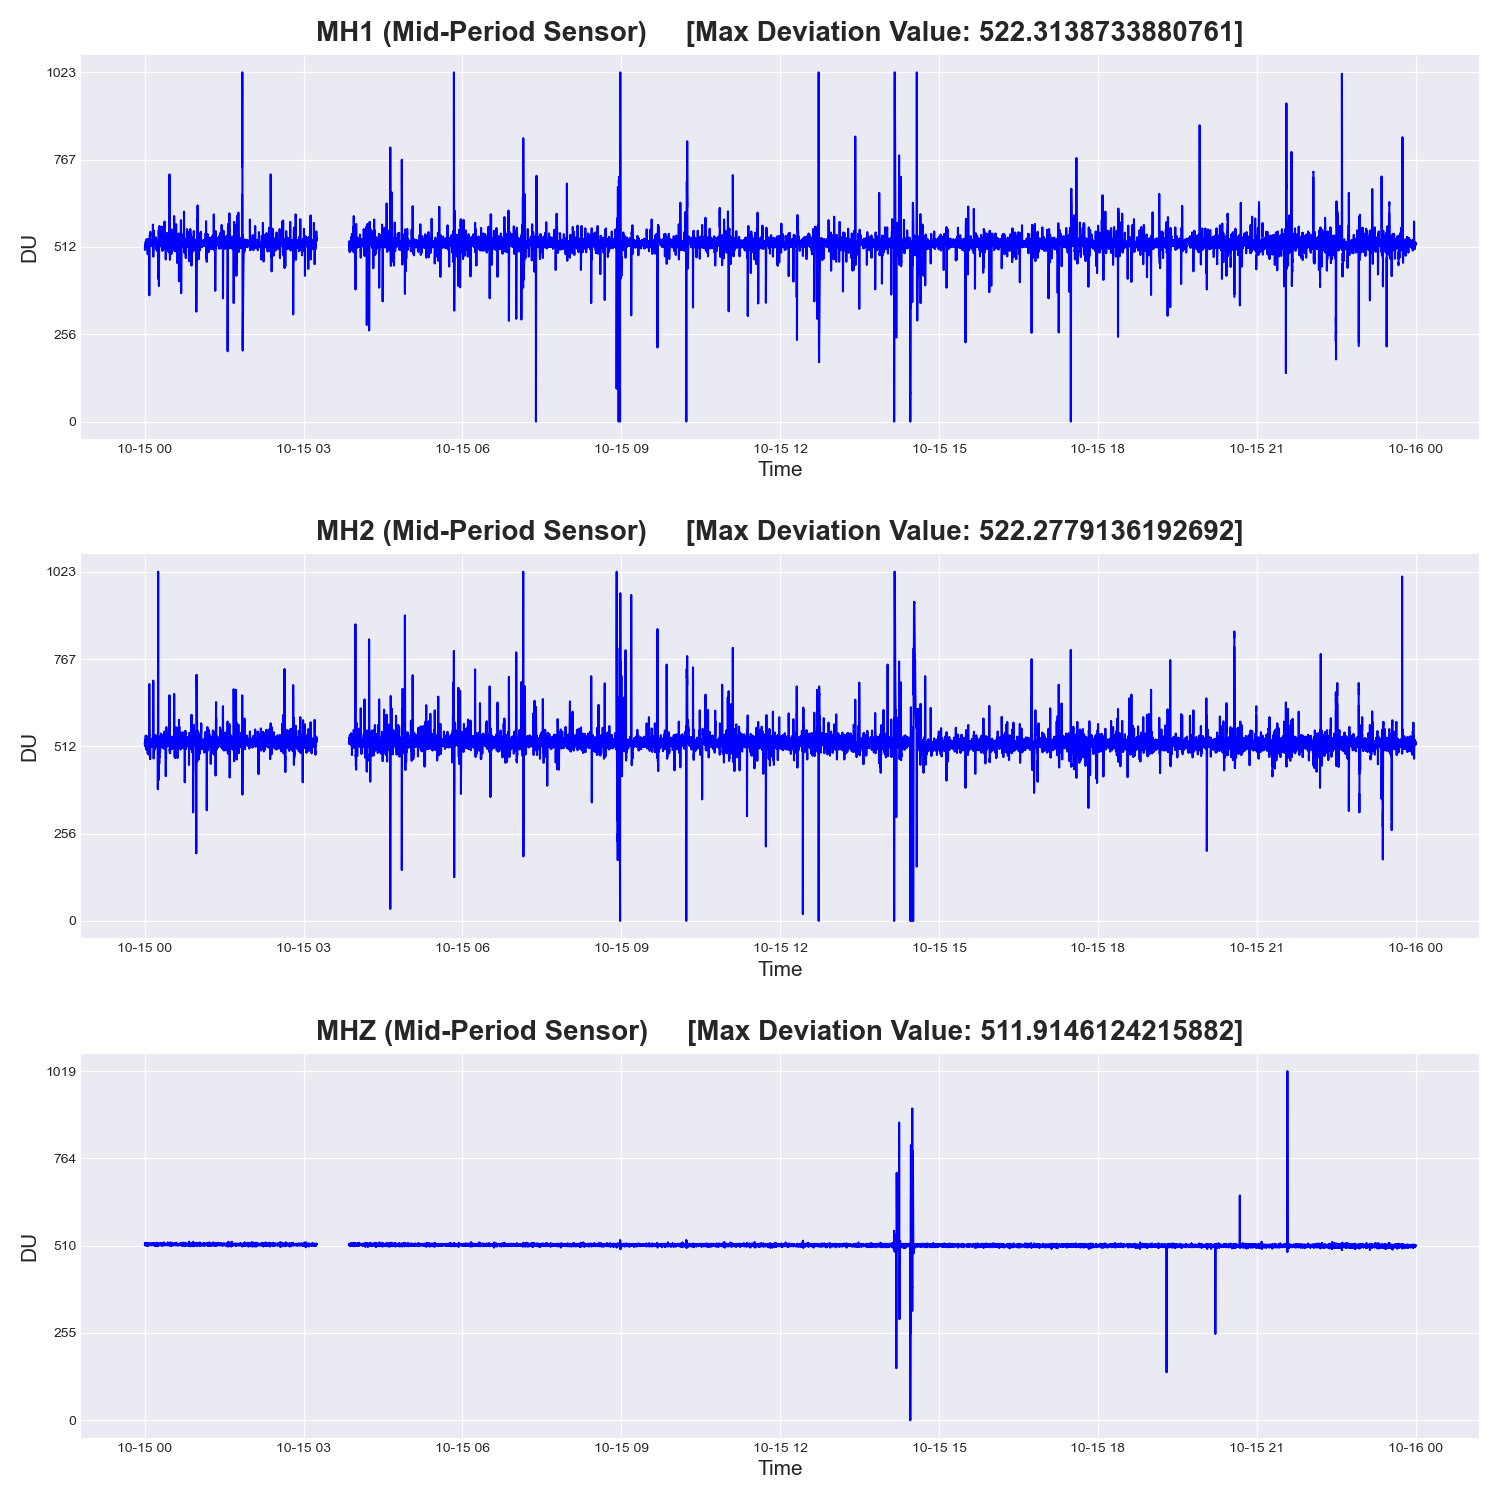 MH1 (Mid-Period Sensor) [Max Deviation Value: 522.3138733880761]
1023
767
512
256
0
DU
10-15 00 10-15 03 10-15 06 10-15 09 10-15 12 10-15 15 10-15 18 10-15 21 10-16 00
Time
MH2 (Mid-Period Sensor) [Max Deviation Value: 522.2779136192692]
1023
767
512
256
0
DU
10-15 00 10-15 03 10-15 06 10-15 09 10-15 12 10-15 15 10-15 18 10-15 21 10-16 00
Time
MHZ (Mid-Period Sensor) [Max Deviation Value: 511.9146124215882]
1019
764
510
255
0
DU
10-15 00 10-15 03 10-15 06 10-15 09 10-15 12 10-15 15 10-15 18 10-15 21 10-16 00
Time